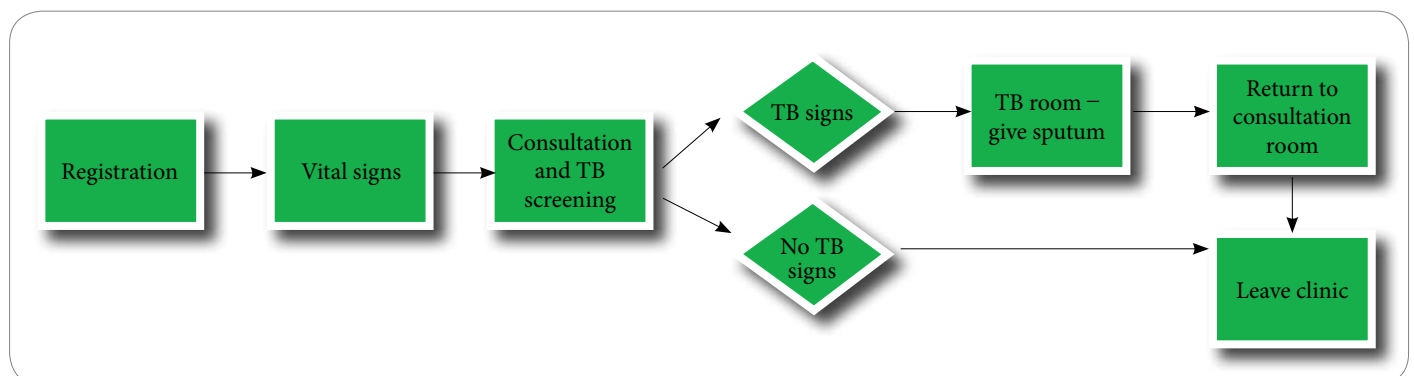 Registration
Vital signs
Consultation
and TB
screening
TB signs
TB room –
give sputum
Return to
consultation
room
No TB
signs
Leave clinic